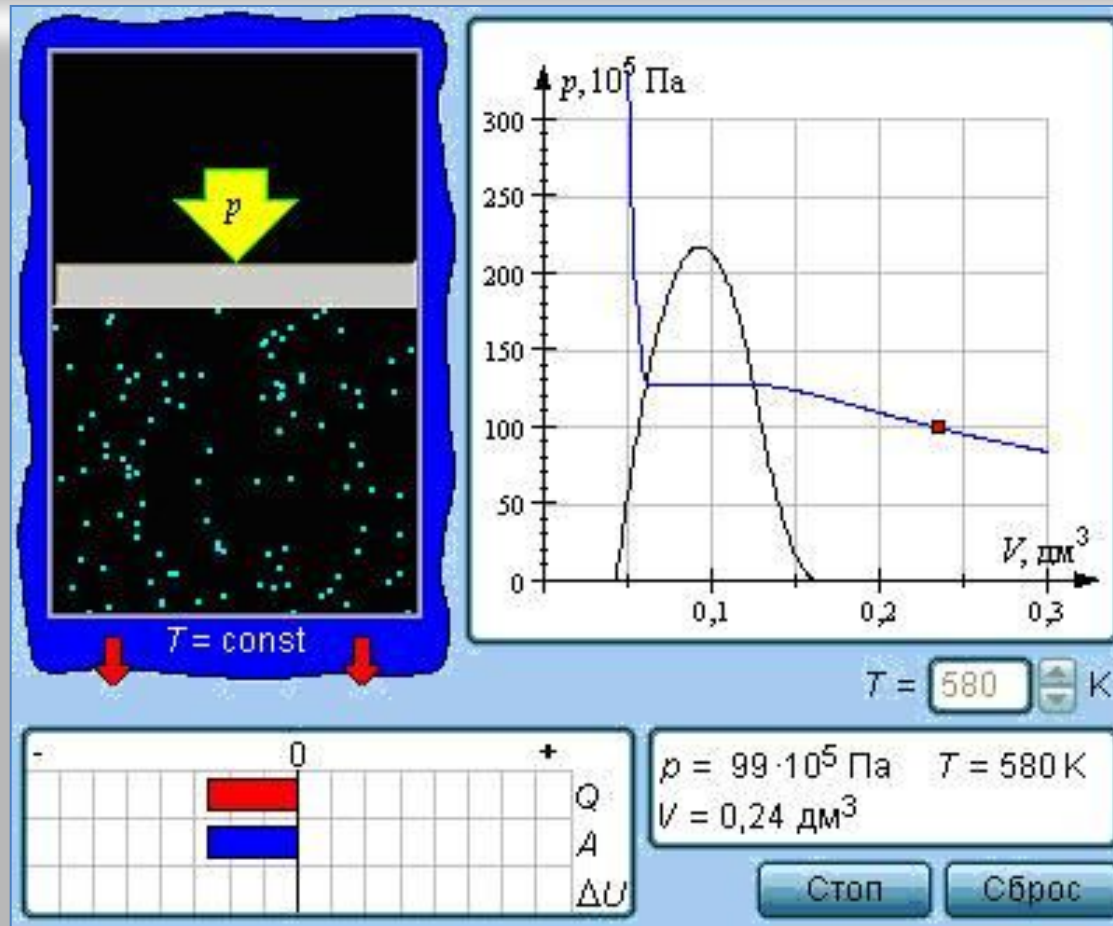 p
T = const
p, 10⁵ Па
300
250
200
150
100
50
0
0,1
0,2
0,3
V, дм³
T = 580 K
- 0 +
Q
A
ΔU
p = 99·10⁵ Па T = 580 K
V = 0,24 дм³
Стоп Сброс